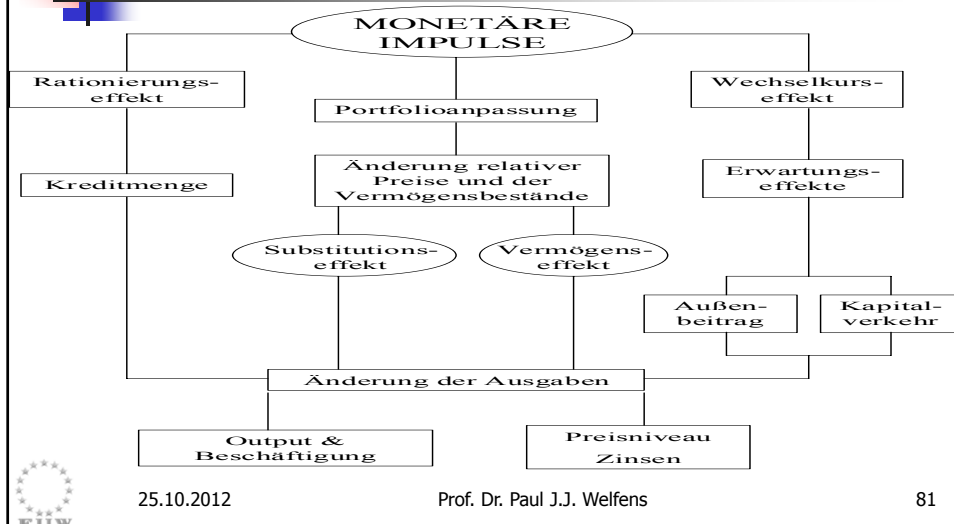 MONETÄRE
IMPULSE
Rationierungs-
effekt
Portfolioanpassung
Wechselkurs-
effekt
Kreditmenge
Änderung relativer
Preise und der
Vermögensbestände
Erwartungs-
effekte
Substitutions-
effekt
Vermögens-
effekt
Außen-
beitrag
Kapital-
verkehr
Änderung der Ausgaben
Output &
Beschäftigung
Preisniveau
Zinsen
25.10.2012
Prof. Dr. Paul J.J. Welfens
81